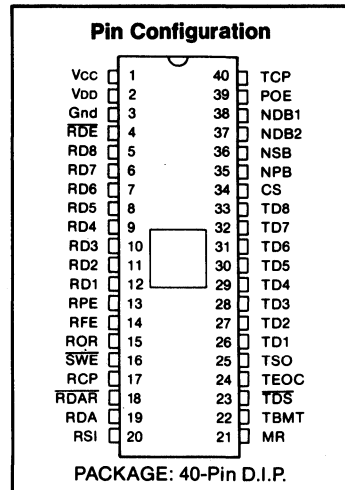 Pin Configuration
VCC 1 40 TCP
VDD 2 39 POE
Gnd 3 38 NDB1
R̅D̅E̅ 4 37 NDB2
RD8 5 36 NSB
RD7 6 35 NPB
RD6 7 34 CS
RD5 8 33 TD8
RD4 9 32 TD7
RD3 10 31 TD6
RD2 11 30 TD5
RD1 12 29 TD4
RPE 13 28 TD3
RFE 14 27 TD2
ROR 15 26 TD1
S̅W̅E̅ 16 25 TSO
RCP 17 24 TEOC
R̅D̅A̅R̅ 18 23 T̅D̅S̅
RDA 19 22 TBMT
RSI 20 21 MR
PACKAGE: 40-Pin D.I.P.